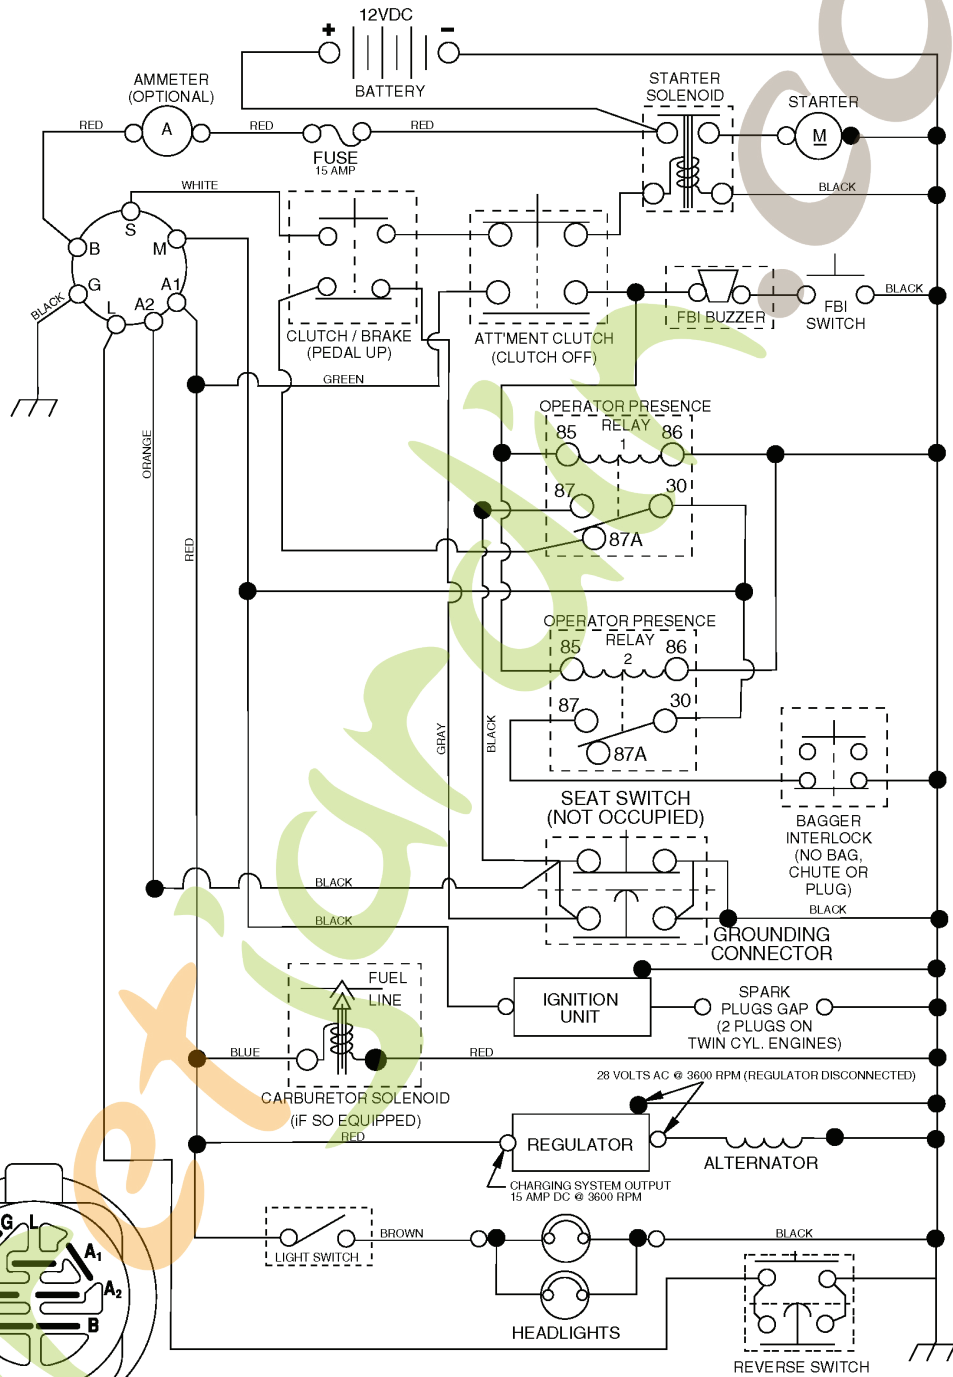 12VDC
+
-
BATTERY
AMMETER
(OPTIONAL)
A
RED
RED
RED
FUSE
15 AMP
STARTER
SOLENOID
STARTER
M
BLACK
WHITE
S
B
M
G
A1
L
A2
BLACK
CLUTCH / BRAKE
(PEDAL UP)
ATT'MENT CLUTCH
(CLUTCH OFF)
FBI BUZZER
FBI
SWITCH
BLACK
GREEN
ORANGE
RED
OPERATOR PRESENCE
RELAY
1
85
86
87
30
87A
OPERATOR PRESENCE
RELAY
2
85
86
87
30
87A
GRAY
BLACK
BAGGER
INTERLOCK
(NO BAG,
CHUTE OR
PLUG)
SEAT SWITCH
(NOT OCCUPIED)
BLACK
BLACK
BLACK
GROUNDING
CONNECTOR
FUEL
LINE
IGNITION
UNIT
SPARK
PLUGS GAP
(2 PLUGS ON
TWIN CYL. ENGINES)
BLUE
RED
CARBURETOR SOLENOID
(iF SO EQUIPPED)
28 VOLTS AC @ 3600 RPM (REGULATOR DISCONNECTED)
RED
REGULATOR
ALTERNATOR
CHARGING SYSTEM OUTPUT
15 AMP DC @ 3600 RPM
LIGHT SWITCH
BROWN
BLACK
HEADLIGHTS
REVERSE SWITCH
G
L
A1
A2
B
etjardin.co